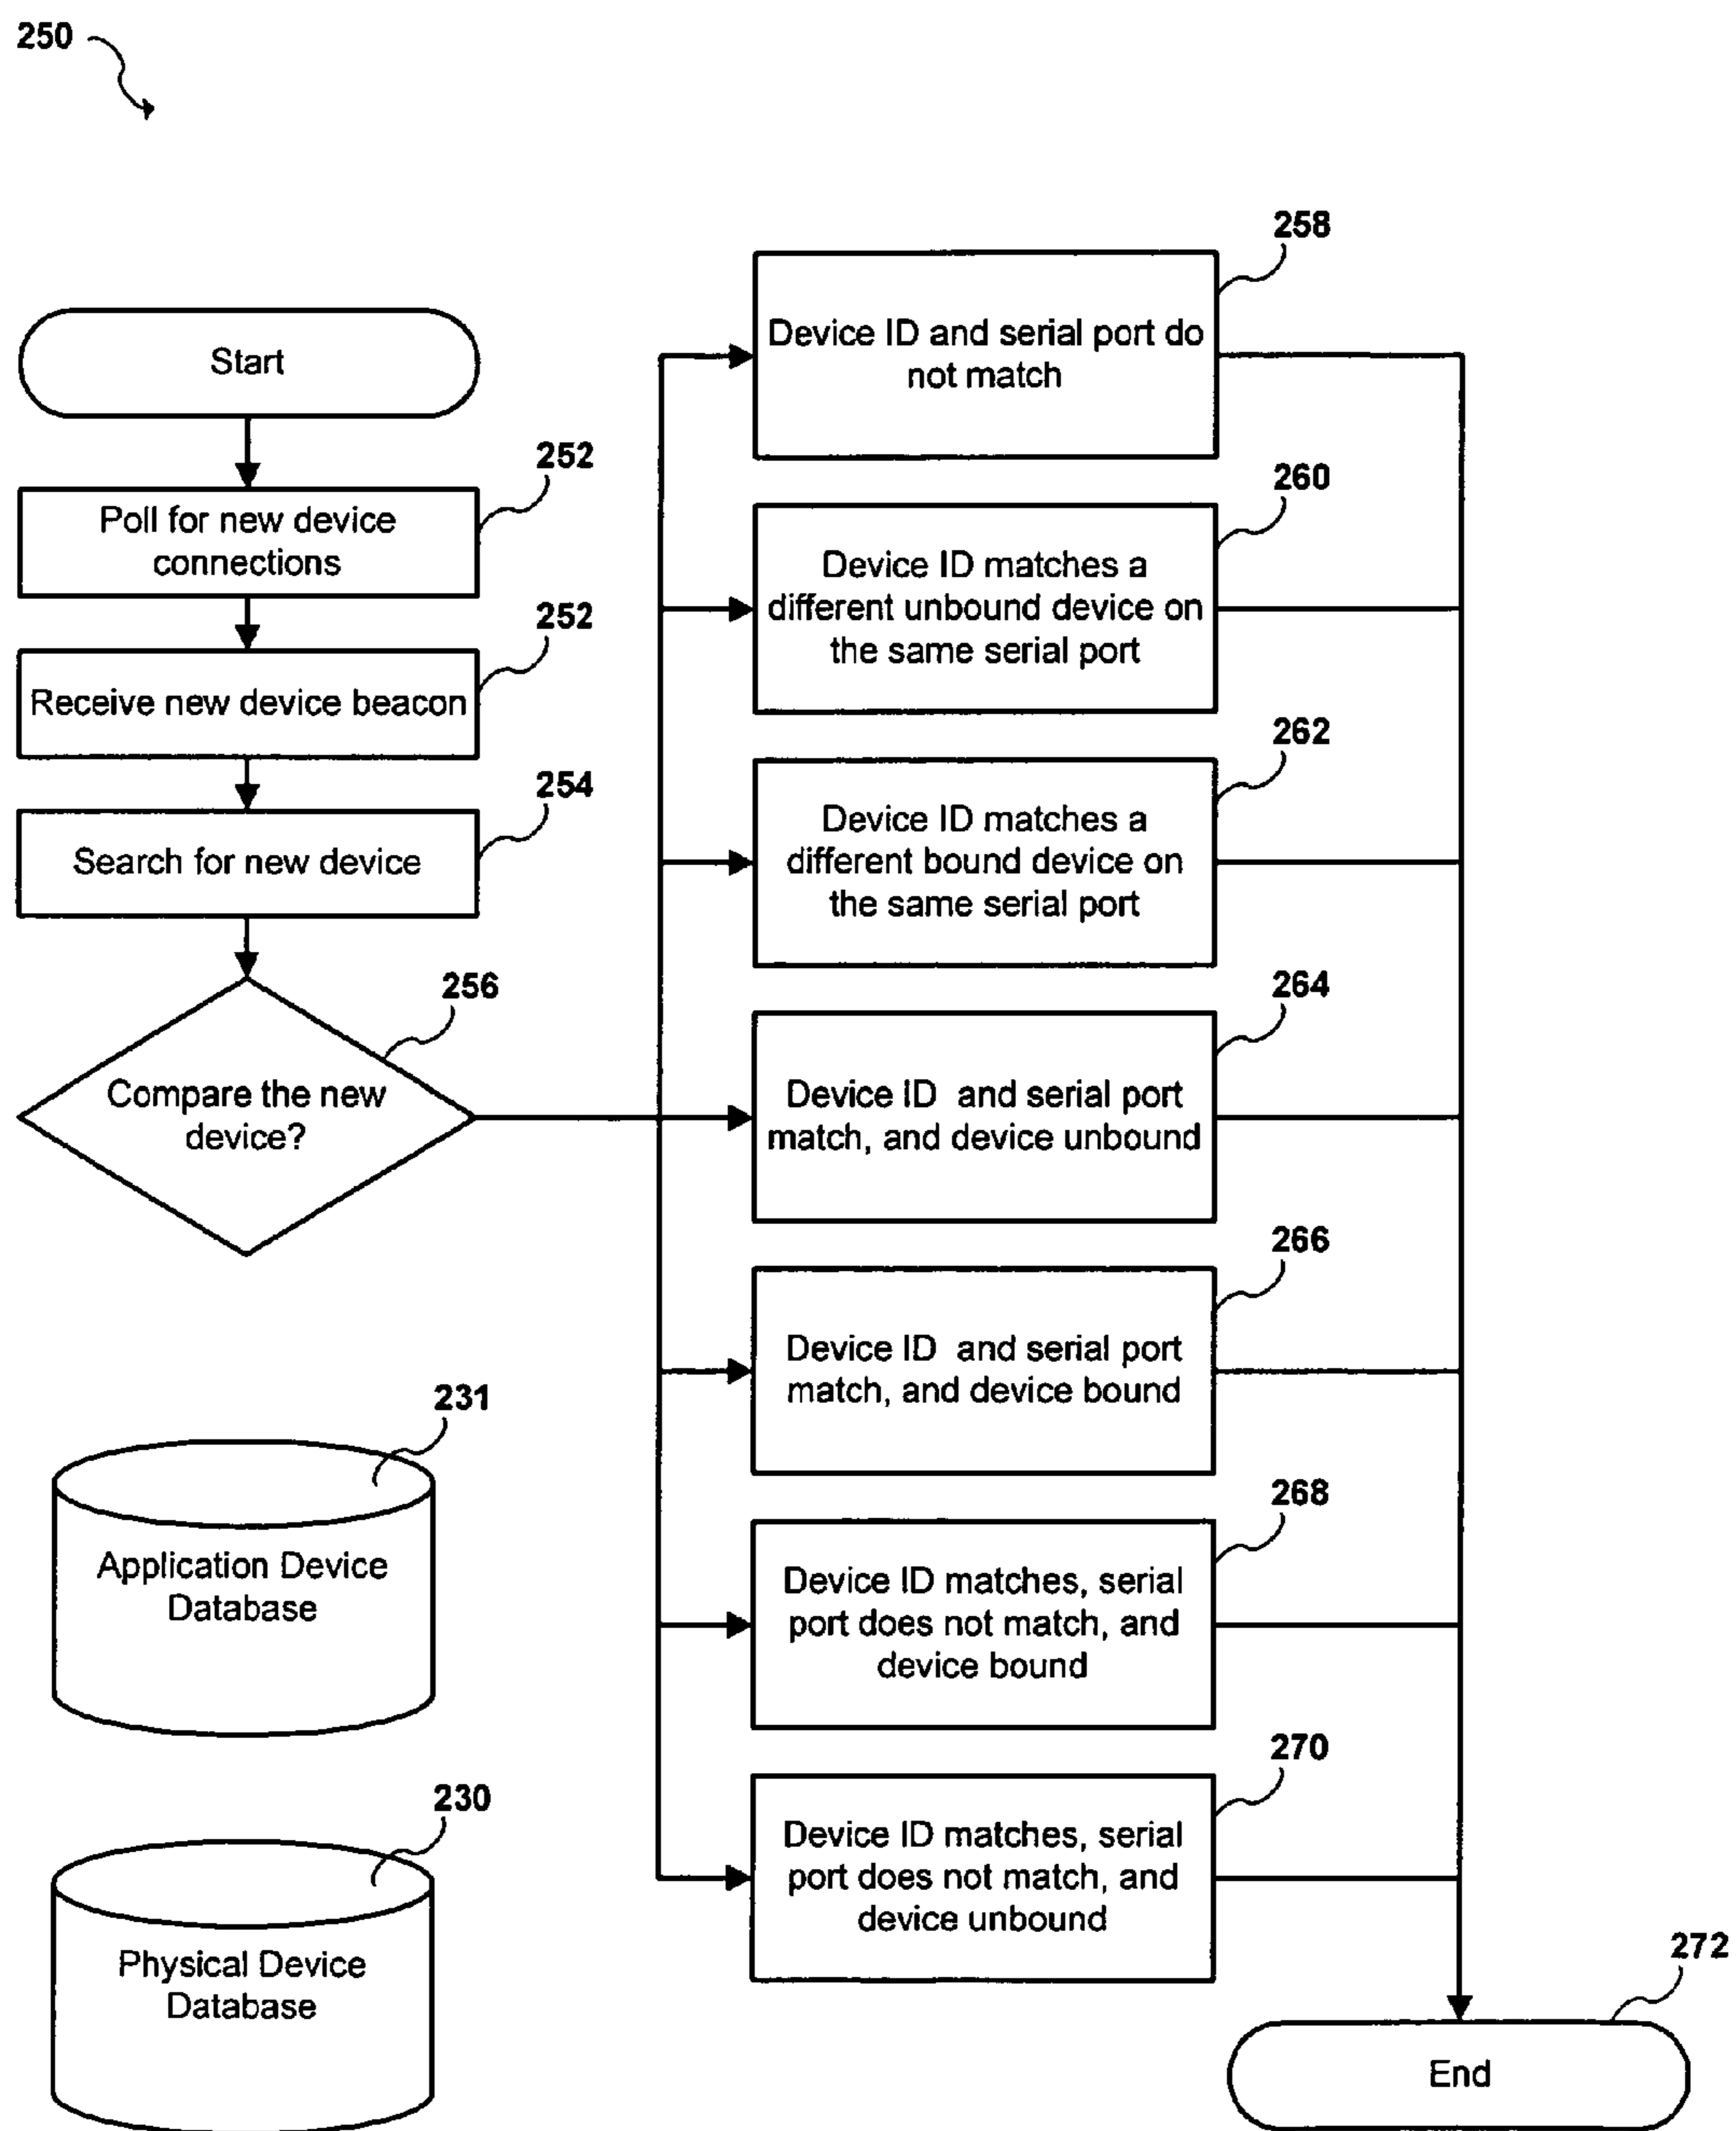 250
Start
252
Poll for new device
connections
252
Receive new device beacon
254
Search for new device
256
Compare the new
device?
231
Application Device
Database
230
Physical Device
Database
258
Device ID and serial port do
not match
260
Device ID matches a
different unbound device on
the same serial port
262
Device ID matches a
different bound device on
the same serial port
264
Device ID and serial port
match, and device unbound
266
Device ID and serial port
match, and device bound
268
Device ID matches, serial
port does not match, and
device bound
270
Device ID matches, serial
port does not match, and
device unbound
272
End